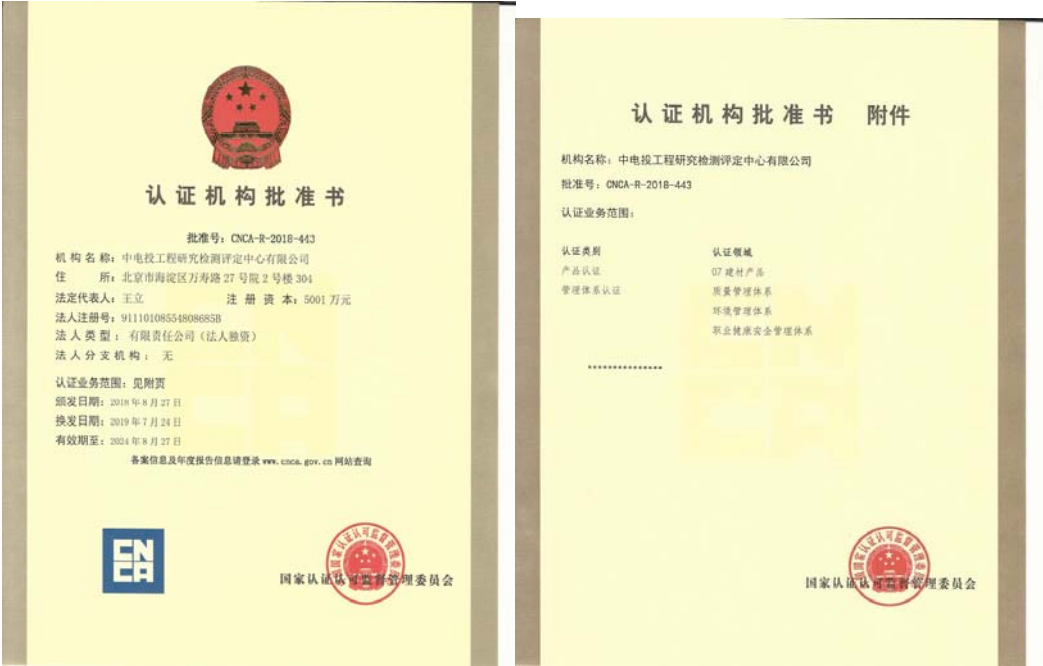 认证机构批准书
批准号：CNCA-R-2018-443
机构名称：中电投工程研究检测评定中心有限公司
住 所：北京市海淀区万寿路27号院2号楼304
法定代表人：王立 注册资本：5001万元
法人注册号：91110108554808685B
法人类型：有限责任公司（法人独资）
法人分支机构：无
认证业务范围：见附页
颁发日期：2018年8月27日
换发日期：2019年7月24日
有效期至：2024年8月27日
备案信息及年度报告信息请登录www.cnca.gov.cn网站查询
CN
CA
国家认证认可监督管理委员会
认证机构批准书 附件
机构名称：中电投工程研究检测评定中心有限公司
批准号：CNCA-R-2018-443
认证业务范围：
认证类别 认证领域
产品认证 07 建材产品
管理体系认证 质量管理体系
环境管理体系
职业健康安全管理体系
***************
国家认证认可监督管理委员会